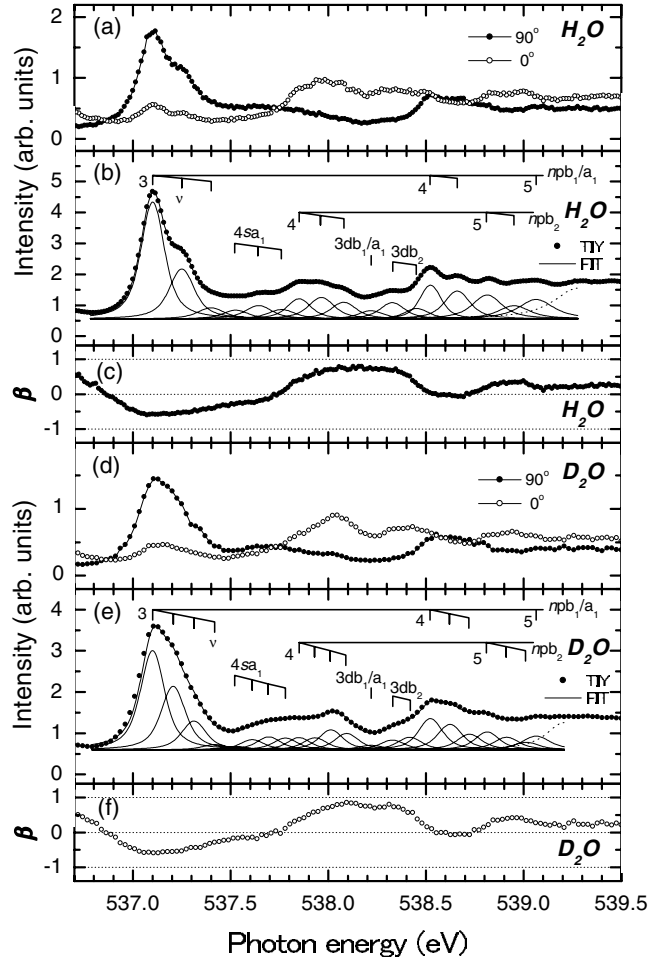 (a)
H₂O
90°
0°
2
1
0
Intensity (arb. units)
(b)
3
ν
4sa₁
4
3db₁/a₁
3db₂
4
5
npb₁/a₁
5
npb₂
H₂O
TIY
FIT
5
4
3
2
1
0
(c)
β
1
0
-1
H₂O
(d)
D₂O
90°
0°
1
0
Intensity (arb. units)
(e)
3
ν
4sa₁
4
3db₁/a₁
3db₂
4
5
npb₁/a₁
5
npb₂
D₂O
TIY
FIT
4
3
2
1
0
(f)
β
1
0
-1
D₂O
537.0 537.5 538.0 538.5 539.0 539.5
Photon energy (eV)